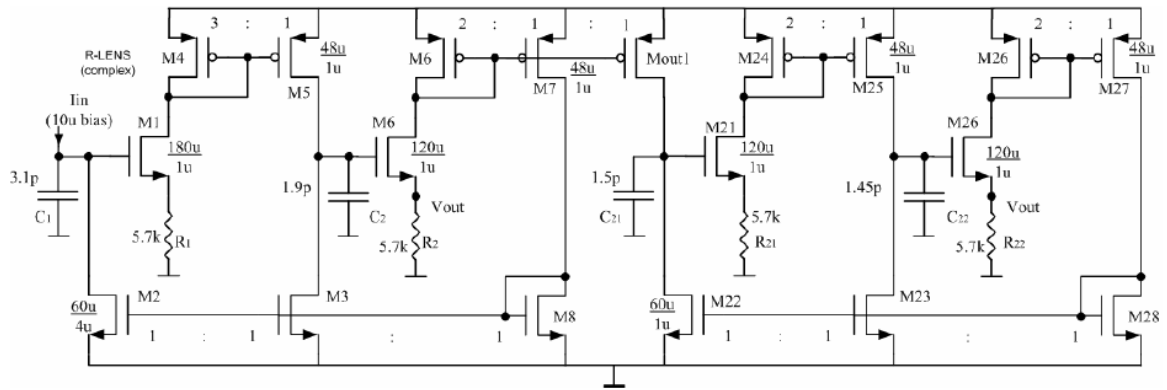 3 : 1
2 : 1 : 1
2 : 1
2 : 1
R-LENS
(complex)
M4
48u
1u
M5
M6
48u
1u
M7
Mout1
M24
48u
1u
M25
M26
48u
1u
M27
Iin
(10u bias)
M1
180u
1u
M6
120u
1u
M21
120u
1u
M26
120u
1u
3.1p
C1
1.9p
C2
Vout
1.5p
C21
1.45p
C22
Vout
5.7k
R1
5.7k
R2
5.7k
R21
5.7k
R22
60u
4u
M2
M3
M8
60u
1u
M22
M23
M28
1 : 1 : 1
1 : 1 : 1